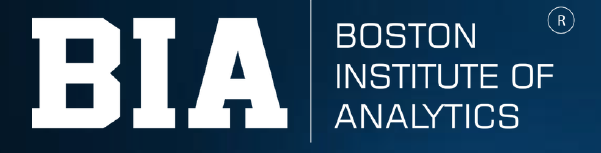 BIA
BOSTON
INSTITUTE OF
ANALYTICS
®